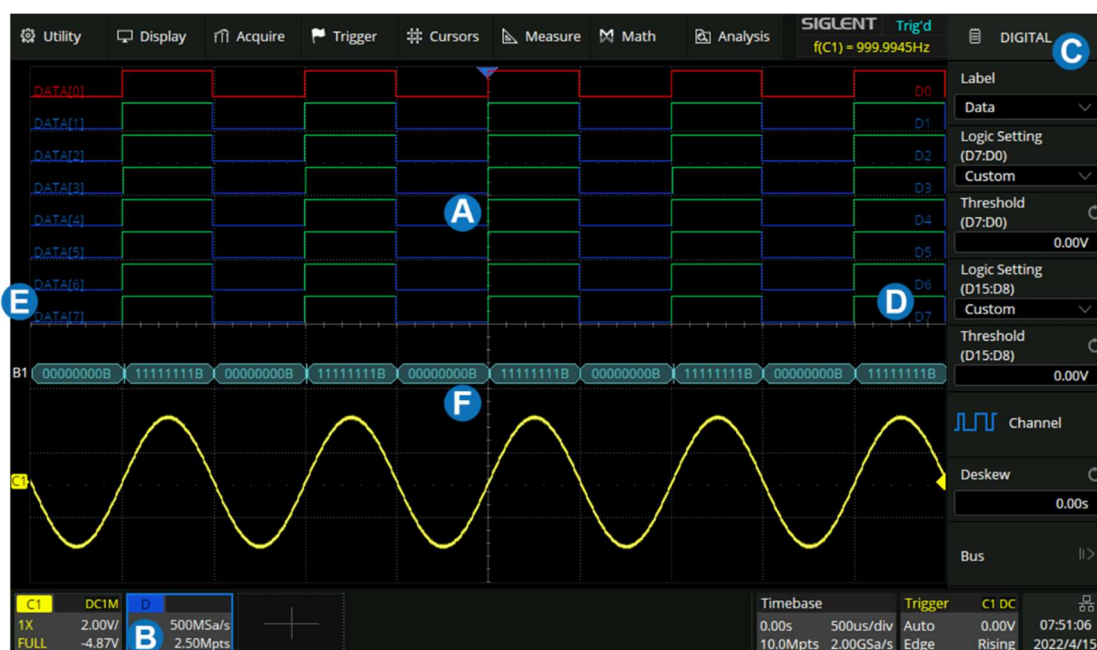 Utility Display Acquire Trigger Cursors Measure Math Analysis
SIGLENT Trig'd
f(C1) = 999.9945Hz
DIGITAL
C
Label
Data
Logic Setting
(D7:D0)
Custom
Threshold
(D7:D0)
0.00V
Logic Setting
(D15:D8)
Custom
Threshold
(D15:D8)
0.00V
Channel
Deskew
0.00s
Bus
DATA[0] D0
DATA[1] D1
DATA[2] D2
DATA[3] D3
A
DATA[4] D4
DATA[5] D5
DATA[6] D6
E D
DATA[7] D7
B1 00000000B 11111111B 00000000B 11111111B 00000000B 11111111B 00000000B 11111111B 00000000B 11111111B
F
C1
C1 DC1M
1X 2.00V/
FULL -4.87V
D
B
500MSa/s
2.50Mpts
Timebase
0.00s 500us/div
10.0Mpts 2.00GSa/s
Trigger C1 DC
Auto 0.00V
Edge Rising
07:51:06
2022/4/15